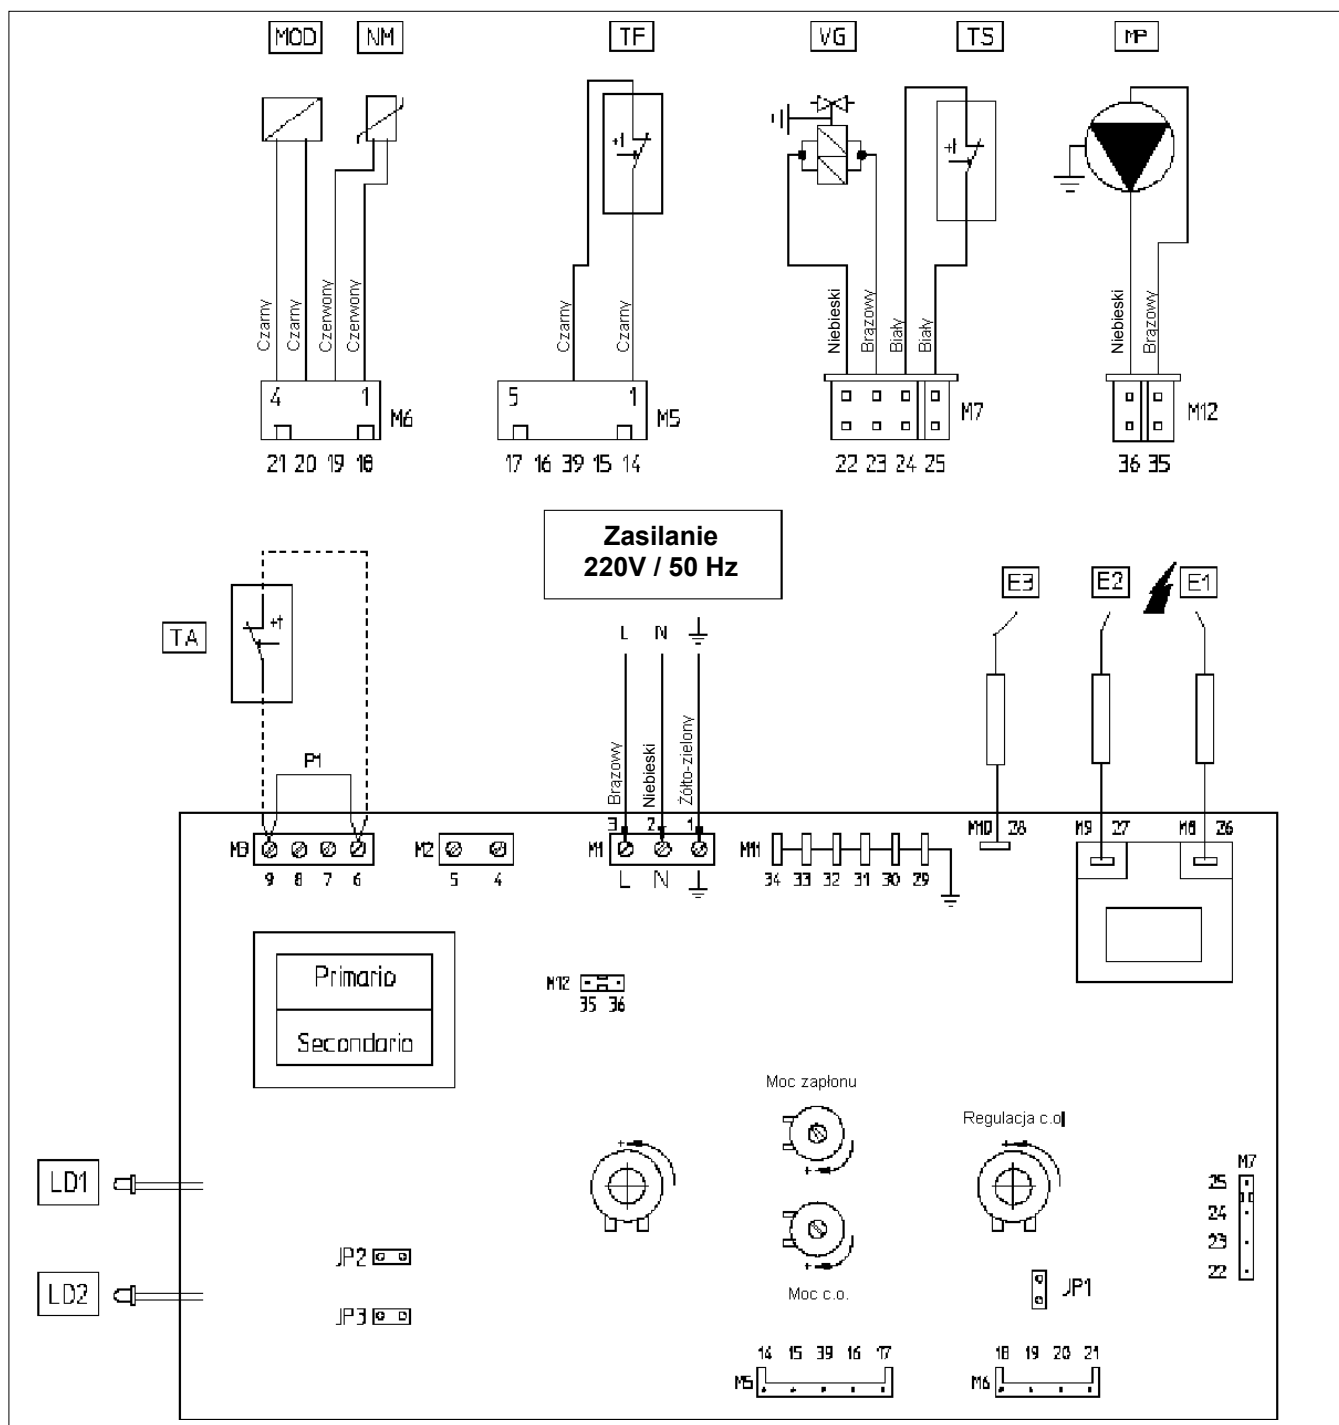 MOD NM TF VG TS MP
+t +t
Czarny Czarny Czerwony Czerwony Czarny Czarny Niebieski Brązowy Biały Biały Niebieski Brązowy
4 1 M6 5 1 M5 M7 M12
21 20 19 18 17 16 39 15 14 22 23 24 25 36 35
Zasilanie
220V / 50 Hz
E3 E2 E1
TA +t L N
P1 Brązowy Niebieski Żółto-zielony
3 2 1 M10 28 M9 27 M8 26
M3 M2 M1 M11
9 8 7 6 5 4 L N 34 33 32 31 30 29
Primario
Secondario
M12
35 36
Moc zapłonu
Regulacja c.o
+ + +
LD1
M7
25
24
23
22
+
JP2
LD2
JP1
Moc c.o.
JP3
14 15 39 16 17 18 19 20 21
M5 M6